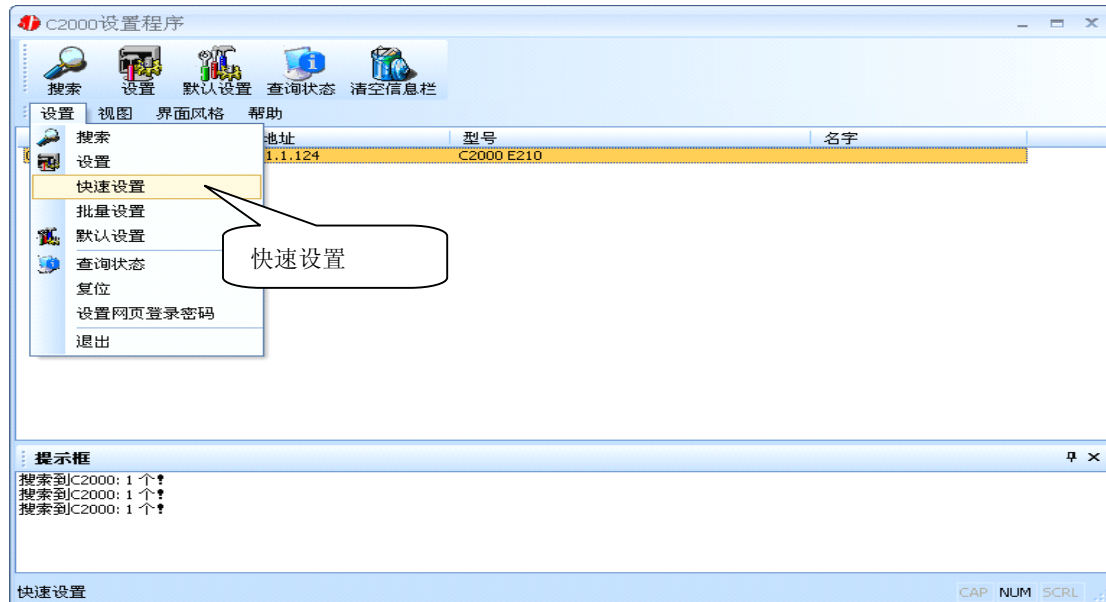 C2000设置程序
搜索 设置 默认设置 查询状态 清空信息栏
设置 视图 界面风格 帮助
地址 型号 名字
1.1.124 C2000 E210
搜索
设置
快速设置
批量设置
默认设置
查询状态
复位
设置网页登录密码
退出
快速设置
提示框
搜索到C2000: 1 个!
搜索到C2000: 1 个!
搜索到C2000: 1 个!
快速设置 CAP NUM SCRL